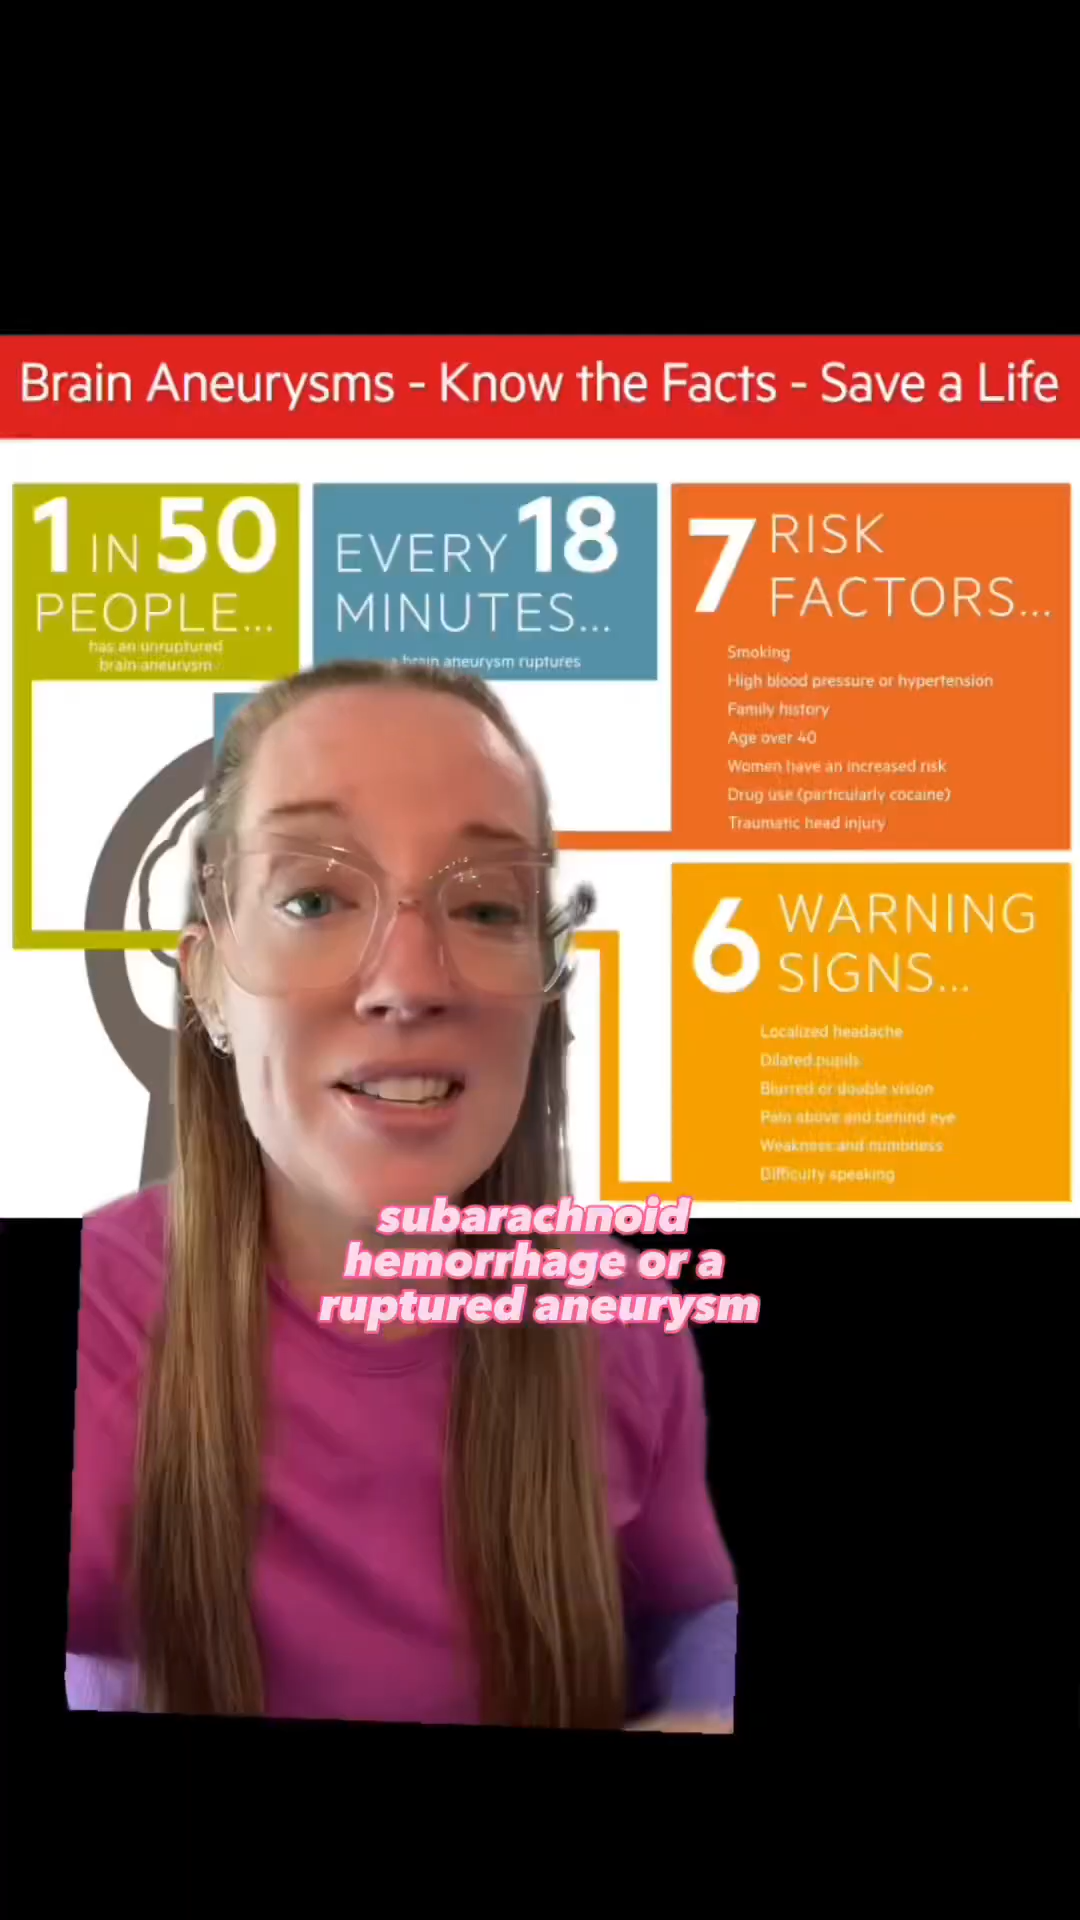 Brain Aneurysms - Know the Facts - Save a Life
1 IN 50
PEOPLE...
has an unruptured
brain aneurysm
EVERY 18
MINUTES...
a brain aneurysm ruptures
7 RISK
FACTORS...
Smoking
High blood pressure or hypertension
Family history
Age over 40
Women have an increased risk
Drug use (particularly cocaine)
Traumatic head injury
6 WARNING
SIGNS...
Localized headache
Dilated pupils
Blurred or double vision
Pain above and behind eye
Weakness and numbness
Difficulty speaking
subarachnoid
hemorrhage or a
ruptured aneurysm